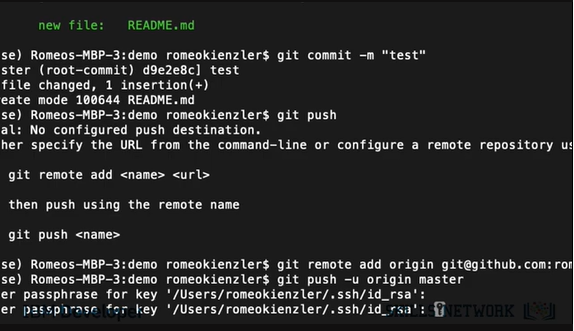 new file:   README.md
se) Romeos-MBP-3:demo romeokienzler$ git commit -m "test"
ster (root-commit) d9e2e8c] test
file changed, 1 insertion(+)
reate mode 100644 README.md
se) Romeos-MBP-3:demo romeokienzler$ git push
al: No configured push destination.
her specify the URL from the command-line or configure a remote repository us
git remote add <name> <url>
then push using the remote name
git push <name>
se) Romeos-MBP-3:demo romeokienzler$ git remote add origin git@github.com:rom
se) Romeos-MBP-3:demo romeokienzler$ git push -u origin master
er passphrase for key '/Users/romeokienzler/.ssh/id_rsa':
er passphrase for key '/Users/romeokienzler/.ssh/id_rsa':
IBM Developer
SKILLS NETWORK